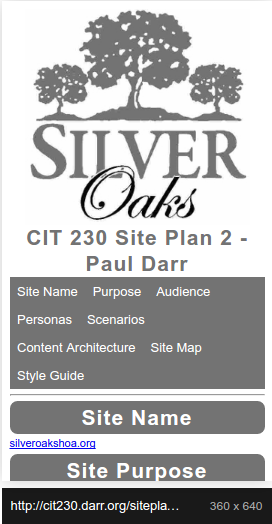 SILVER
Oaks
CIT 230 Site Plan 2 -
Paul Darr
Site Name Purpose Audience
Personas Scenarios
Content Architecture Site Map
Style Guide
Site Name
silveroakshoa.org
Site Purpose
http://cit230.darr.org/sitepla... 360 x 640